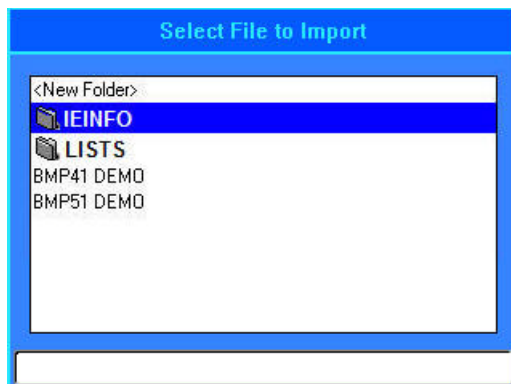 Select File to Import
<New Folder>
IEINFO
LISTS
BMP41 DEMO
BMP51 DEMO